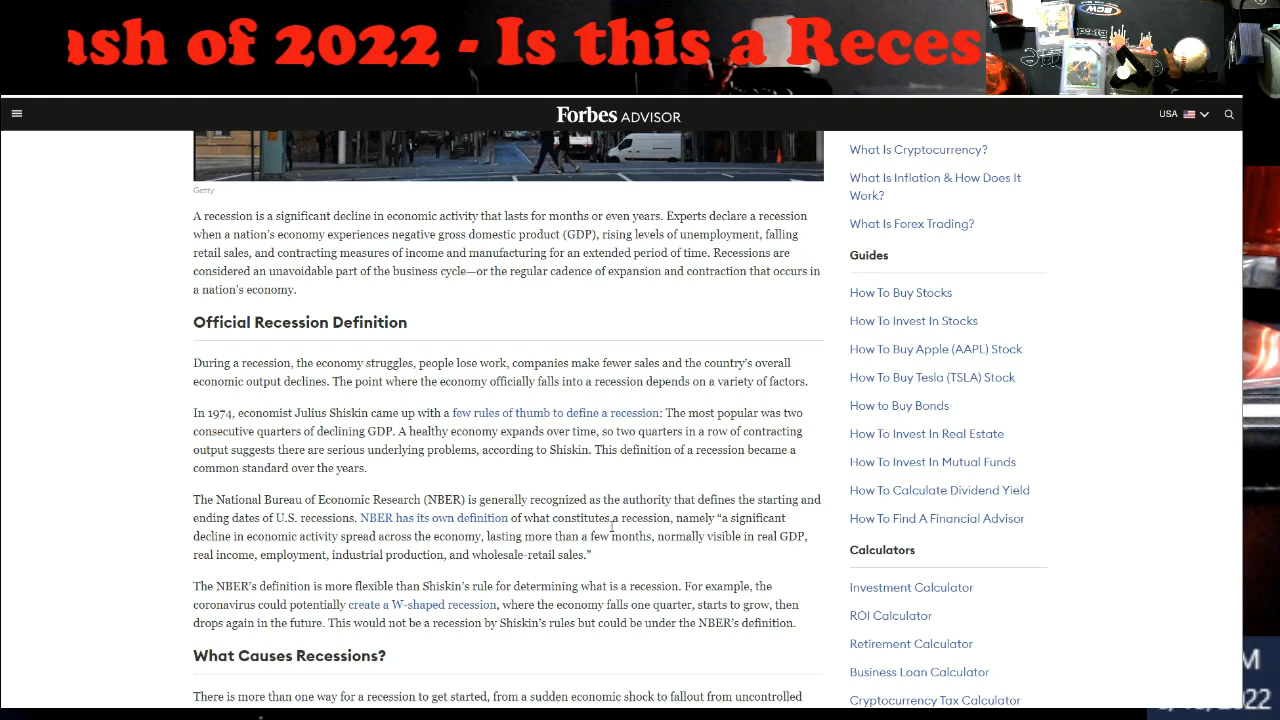 ash of 2022 - Is this a Reces
BCW
Forbes ADVISOR
USA
Getty
A recession is a significant decline in economic activity that lasts for months or even years. Experts declare a recession
when a nation's economy experiences negative gross domestic product (GDP), rising levels of unemployment, falling
retail sales, and contracting measures of income and manufacturing for an extended period of time. Recessions are
considered an unavoidable part of the business cycle—or the regular cadence of expansion and contraction that occurs in
a nation's economy.
Official Recession Definition
During a recession, the economy struggles, people lose work, companies make fewer sales and the country's overall
economic output declines. The point where the economy officially falls into a recession depends on a variety of factors.
In 1974, economist Julius Shiskin came up with a few rules of thumb to define a recession: The most popular was two
consecutive quarters of declining GDP. A healthy economy expands over time, so two quarters in a row of contracting
output suggests there are serious underlying problems, according to Shiskin. This definition of a recession became a
common standard over the years.
The National Bureau of Economic Research (NBER) is generally recognized as the authority that defines the starting and
ending dates of U.S. recessions. NBER has its own definition of what constitutes a recession, namely “a significant
decline in economic activity spread across the economy, lasting more than a few months, normally visible in real GDP,
real income, employment, industrial production, and wholesale-retail sales.”
The NBER's definition is more flexible than Shiskin's rule for determining what is a recession. For example, the
coronavirus could potentially create a W-shaped recession, where the economy falls one quarter, starts to grow, then
drops again in the future. This would not be a recession by Shiskin's rules but could be under the NBER's definition.
What Causes Recessions?
There is more than one way for a recession to get started, from a sudden economic shock to fallout from uncontrolled
What Is Cryptocurrency?
What Is Inflation & How Does It
Work?
What Is Forex Trading?
Guides
How To Buy Stocks
How To Invest In Stocks
How To Buy Apple (AAPL) Stock
How To Buy Tesla (TSLA) Stock
How to Buy Bonds
How To Invest In Real Estate
How To Invest In Mutual Funds
How To Calculate Dividend Yield
How To Find A Financial Advisor
Calculators
Investment Calculator
ROI Calculator
Retirement Calculator
Business Loan Calculator
Cryptocurrency Tax Calculator
M
2022